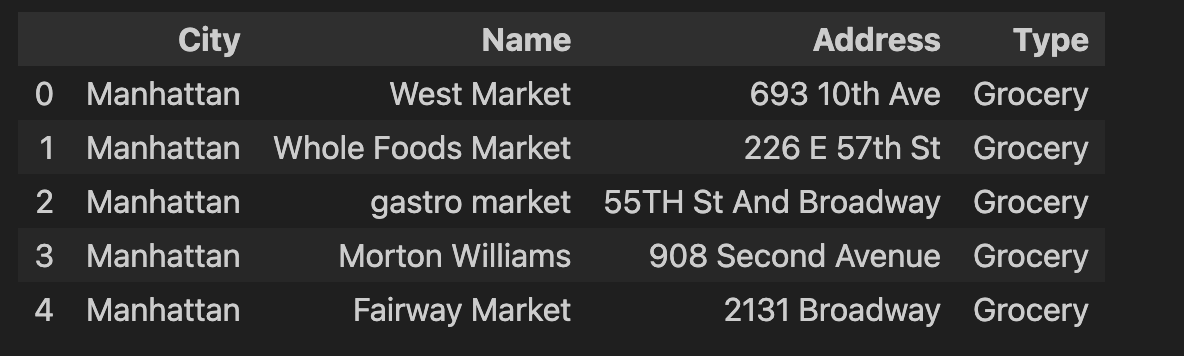 City Name Address Type
0 Manhattan West Market 693 10th Ave Grocery
1 Manhattan Whole Foods Market 226 E 57th St Grocery
2 Manhattan gastro market 55TH St And Broadway Grocery
3 Manhattan Morton Williams 908 Second Avenue Grocery
4 Manhattan Fairway Market 2131 Broadway Grocery